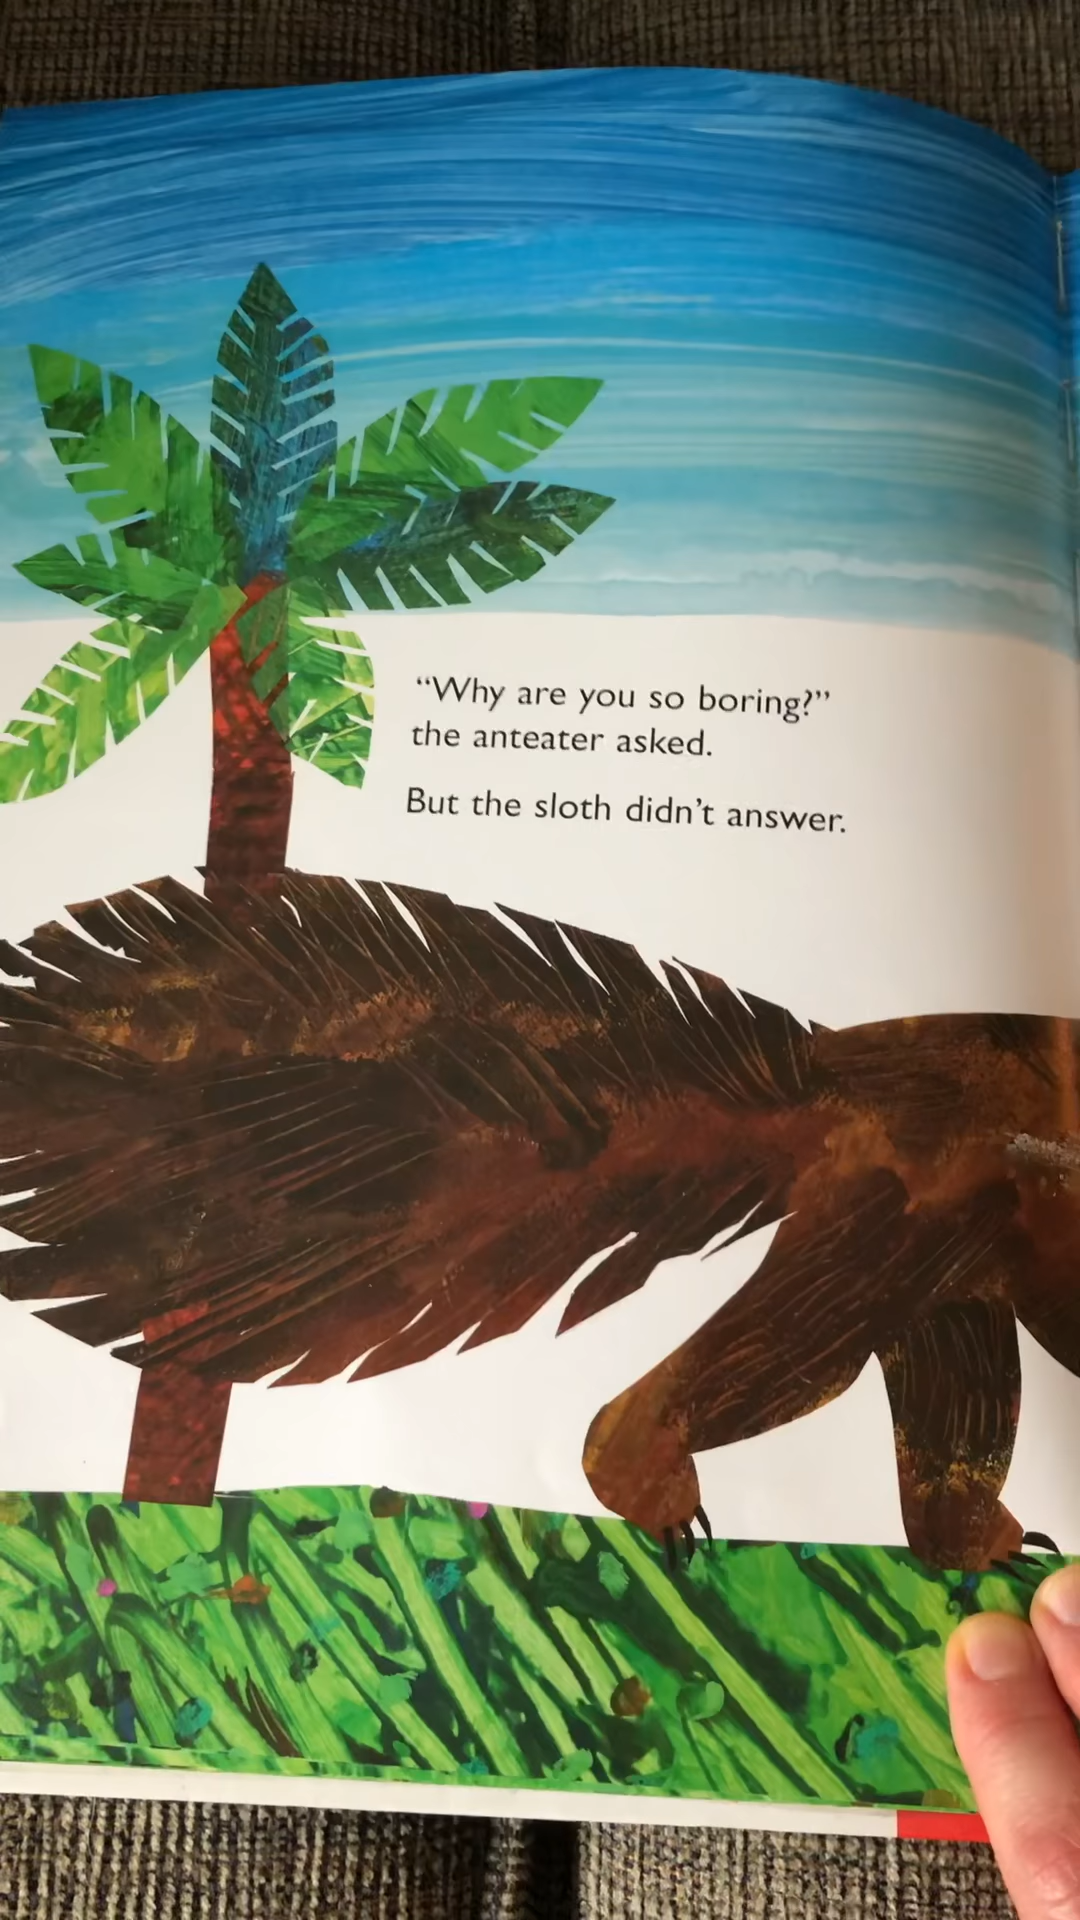 “Why are you so boring?”
the anteater asked.
But the sloth didn’t answer.